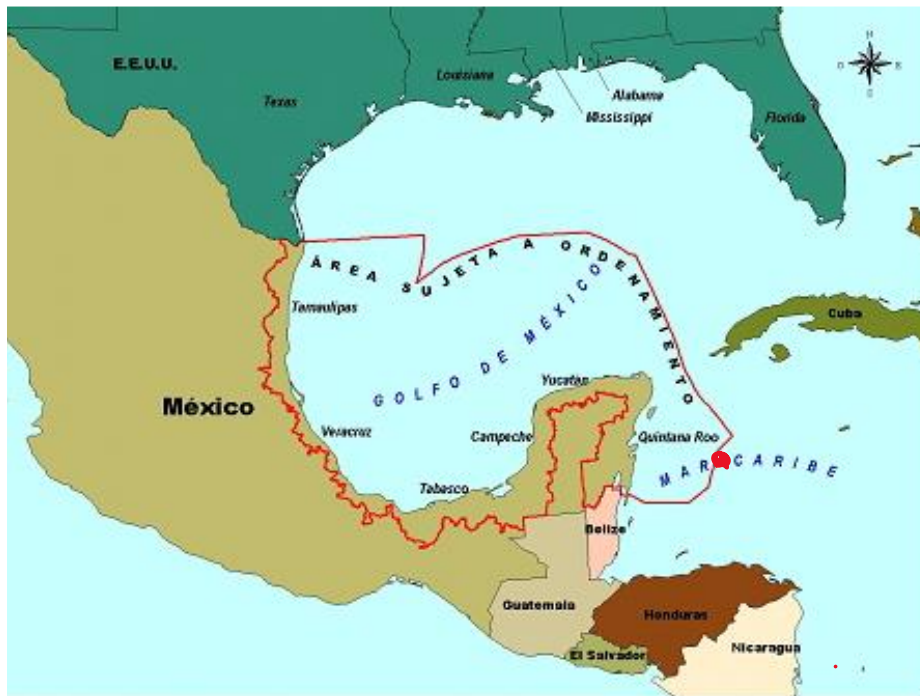 N
O
E
S
E.E.U.U.
Texas
Louisiana
Alabama
Mississippi
Florida
ÁREA SUJETA A ORDENAMIENTO
Tamaulipas
GOLFO DE MÉXICO
Cuba
Yucatán
México
Veracruz
Campeche
Quintana Roo
MAR CARIBE
Tabasco
Belize
Guatemala
Honduras
El Salvador
Nicaragua